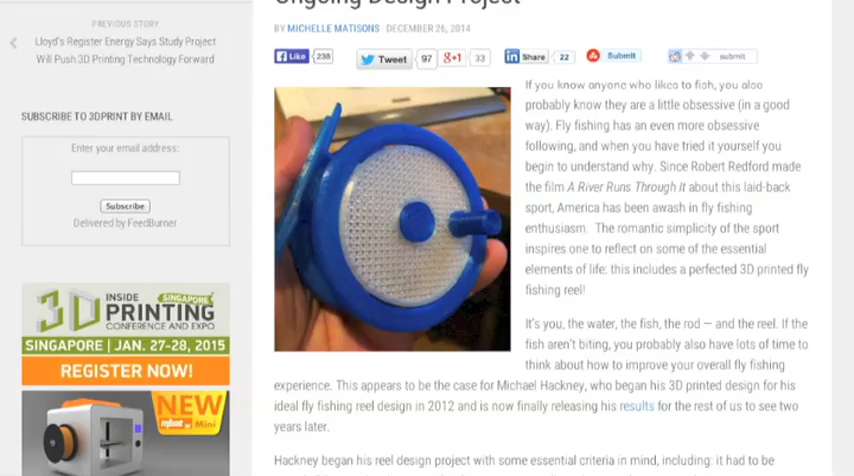 PREVIOUS STORY
Lloyd's Register Energy Says Study Project
Will Push 3D Printing Technology Forward
SUBSCRIBE TO 3DPRINT BY EMAIL
Enter your email address:
Subscribe
Delivered by FeedBurner
INSIDE
3D PRINTING
SINGAPORE
CONFERENCE AND EXPO
SINGAPORE | JAN. 27-28, 2015
REGISTER NOW!
NEW
Mini
Ongoing Design Project
BY MICHELLE MATISONS DECEMBER 26, 2014
Like 238 Tweet 97 g+1 33 in Share 22 Submit submit
If you know anyone who likes to fish, you also
probably know they are a little obsessive (in a good
way). Fly fishing has an even more obsessive
following, and when you have tried it yourself you
begin to understand why. Since Robert Redford made
the film A River Runs Through It about this laid-back
sport, America has been awash in fly fishing
enthusiasm. The romantic simplicity of the sport
inspires one to reflect on some of the essential
elements of life: this includes a perfected 3D printed fly
fishing reel!
It's you, the water, the fish, the rod — and the reel. If the
fish aren't biting, you probably also have lots of time to
think about how to improve your overall fly fishing
experience. This appears to be the case for Michael Hackney, who began his 3D printed design for his
ideal fly fishing reel design in 2012 and is now finally releasing his results for the rest of us to see two
years later.
Hackney began his reel design project with some essential criteria in mind, including: it had to be